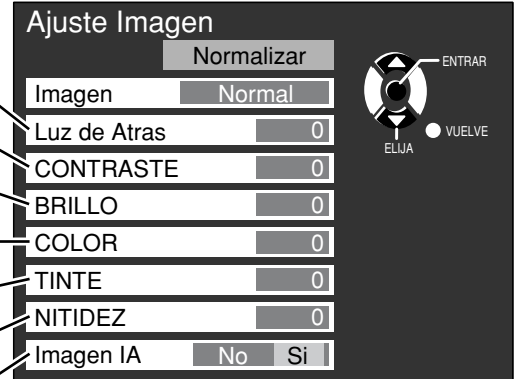 Ajuste Imagen
Normalizar
Imagen Normal
Luz de Atras 0
CONTRASTE 0
BRILLO 0
COLOR 0
TINTE 0
NITIDEZ 0
Imagen IA No Si
ENTRAR
VUELVE
ELIJA